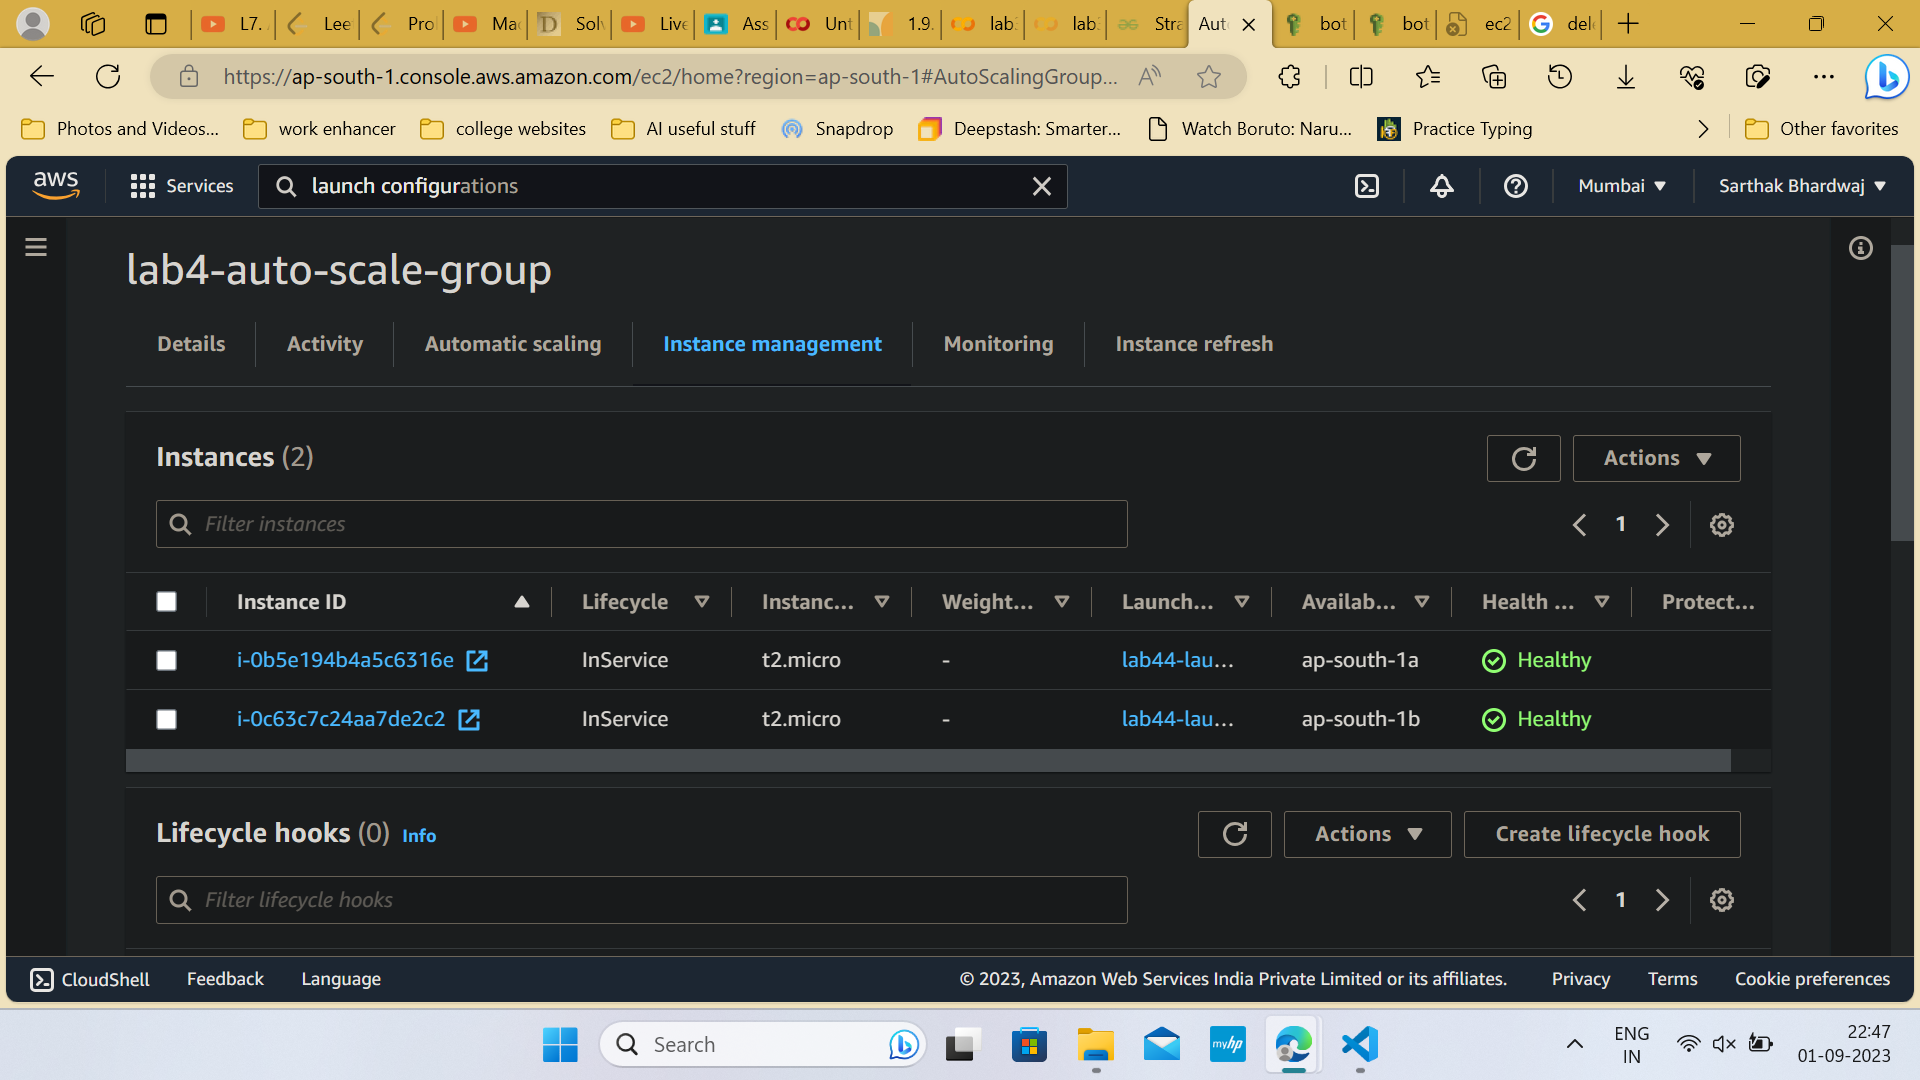 L7. Lee Pro Mac Solv Live Ass Unt 1.9. lab lab Stra Auto bot bot ec2 del
https://ap-south-1.console.aws.amazon.com/ec2/home?region=ap-south-1#AutoScalingGroup...
Photos and Videos... work enhancer college websites AI useful stuff Snapdrop Deepstash: Smarter... Watch Boruto: Naru... Practice Typing Other favorites
aws Services launch configurations Mumbai Sarthak Bhardwaj
lab4-auto-scale-group
Details Activity Automatic scaling Instance management Monitoring Instance refresh
Instances (2) Actions
Filter instances 1
Instance ID Lifecycle Instanc... Weight... Launch... Availab... Health ... Protect...
i-0b5e194b4a5c6316e InService t2.micro - lab44-lau... ap-south-1a Healthy
i-0c63c7c24aa7de2c2 InService t2.micro - lab44-lau... ap-south-1b Healthy
Lifecycle hooks (0) Info Actions Create lifecycle hook
Filter lifecycle hooks 1
CloudShell Feedback Language © 2023, Amazon Web Services India Private Limited or its affiliates. Privacy Terms Cookie preferences
Search myhp ENG 22:47
IN 01-09-2023